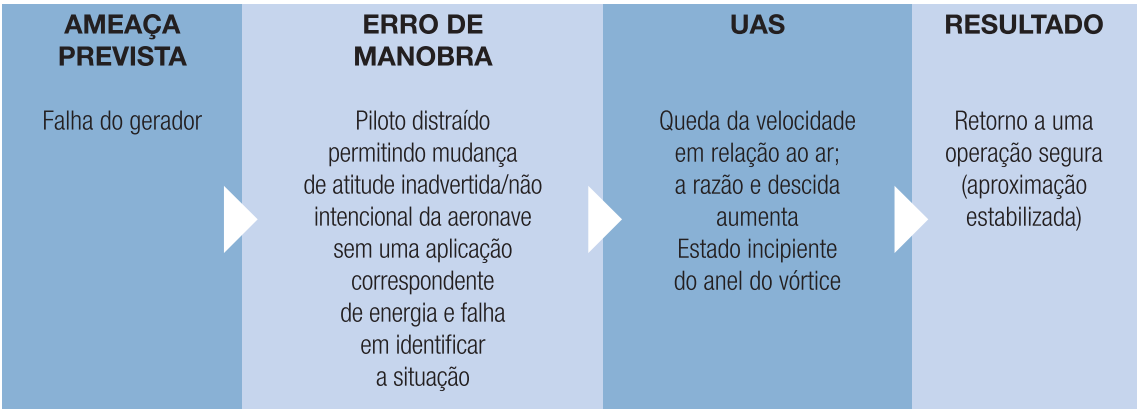 AMEAÇA
PREVISTA
Falha do gerador
ERRO DE
MANOBRA
Piloto distraído
permitindo mudança
de atitude inadvertida/não
intencional da aeronave
sem uma aplicação
correspondente
de energia e falha
em identificar
a situação
UAS
Queda da velocidade
em relação ao ar;
a razão e descida
aumenta
Estado incipiente
do anel do vórtice
RESULTADO
Retorno a uma
operação segura
(aproximação
estabilizada)